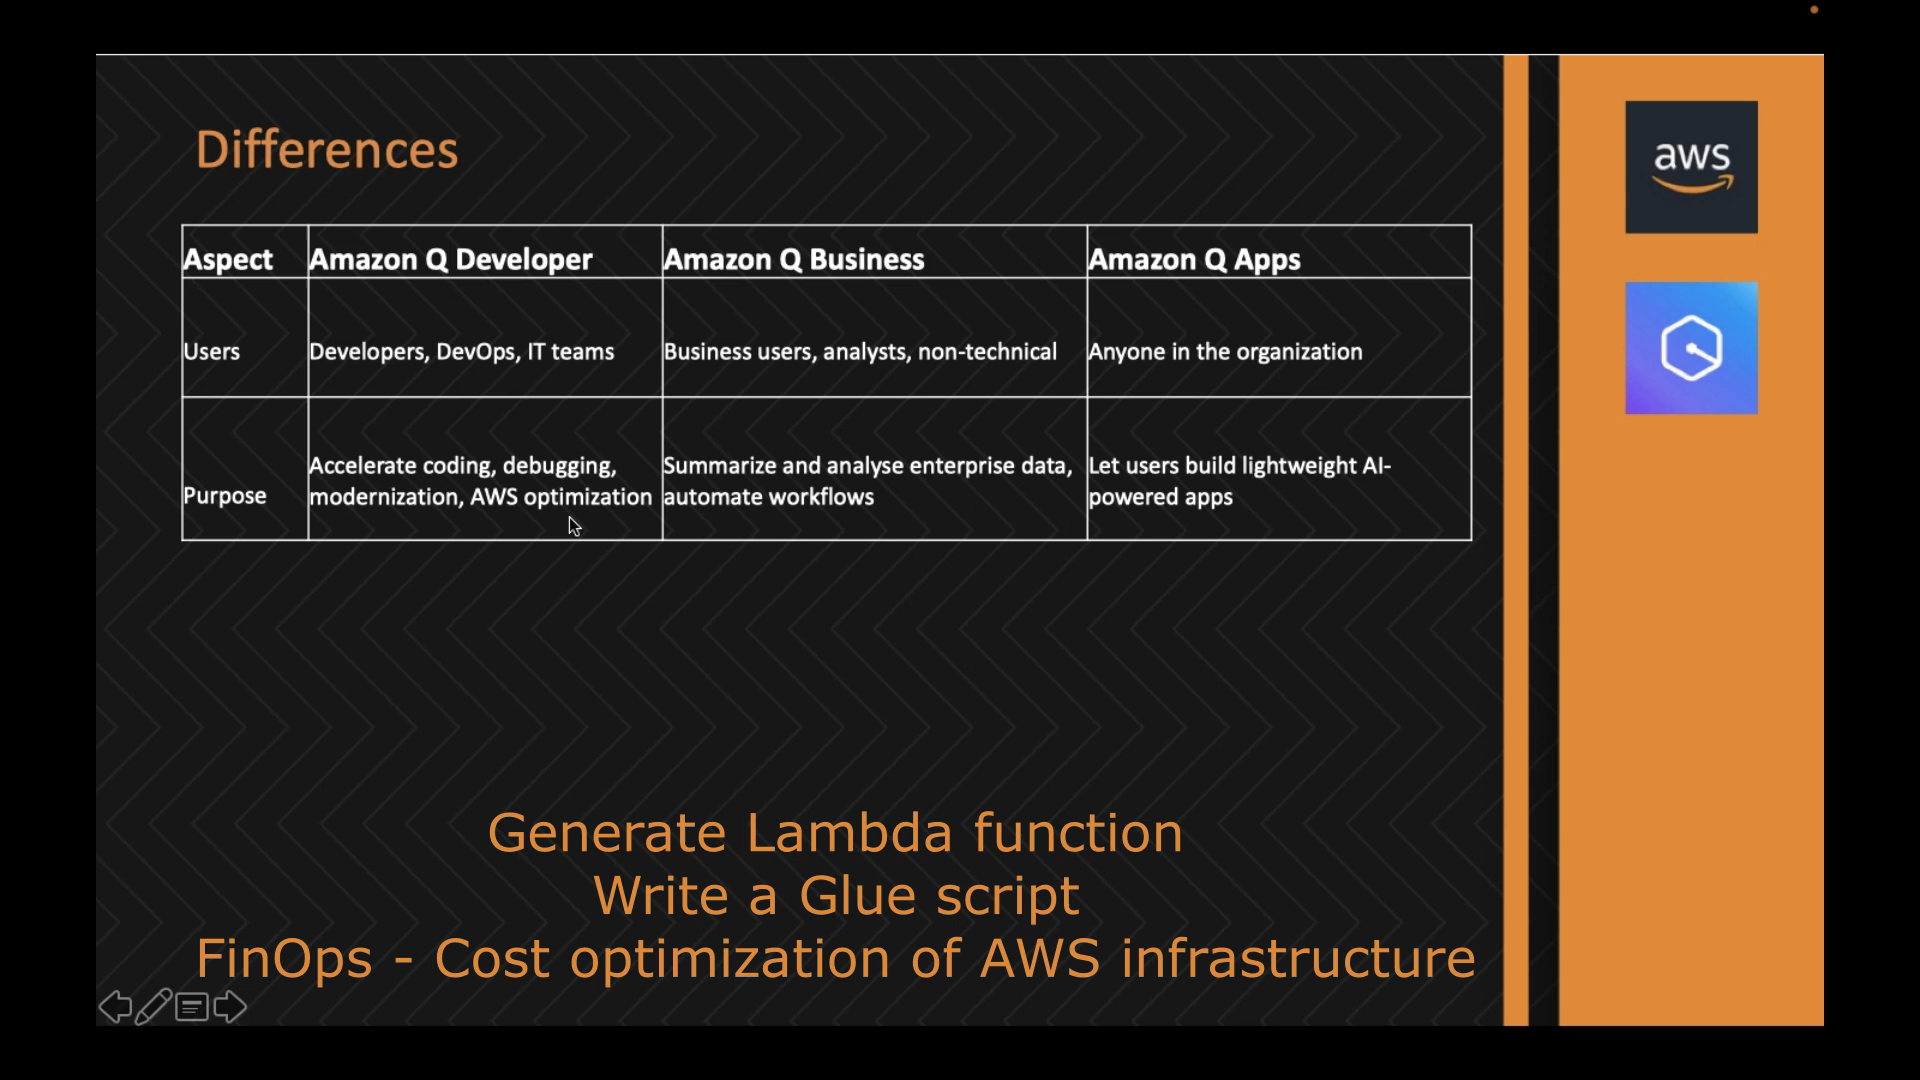 Differences
aws
Aspect Amazon Q Developer Amazon Q Business Amazon Q Apps
Users Developers, DevOps, IT teams Business users, analysts, non-technical Anyone in the organization
Accelerate coding, debugging, Summarize and analyse enterprise data, Let users build lightweight AI-
Purpose modernization, AWS optimization automate workflows powered apps
Generate Lambda function
Write a Glue script
FinOps - Cost optimization of AWS infrastructure